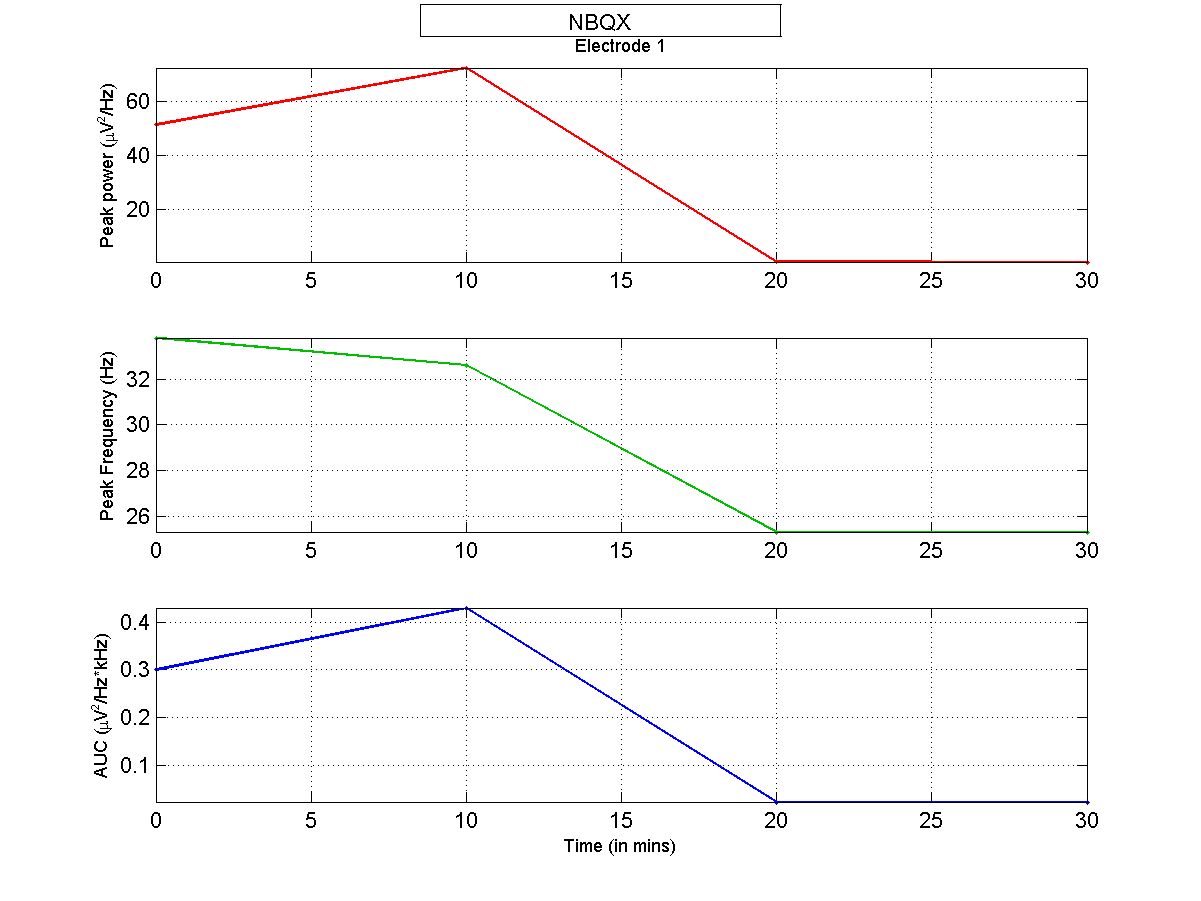 NBQX
Electrode 1
Peak power (μV²/Hz)
60
40
20
0 5 10 15 20 25 30
Peak Frequency (Hz)
32
30
28
26
0 5 10 15 20 25 30
AUC (μV²/Hz*kHz)
0.4
0.3
0.2
0.1
0 5 10 15 20 25 30
Time (in mins)